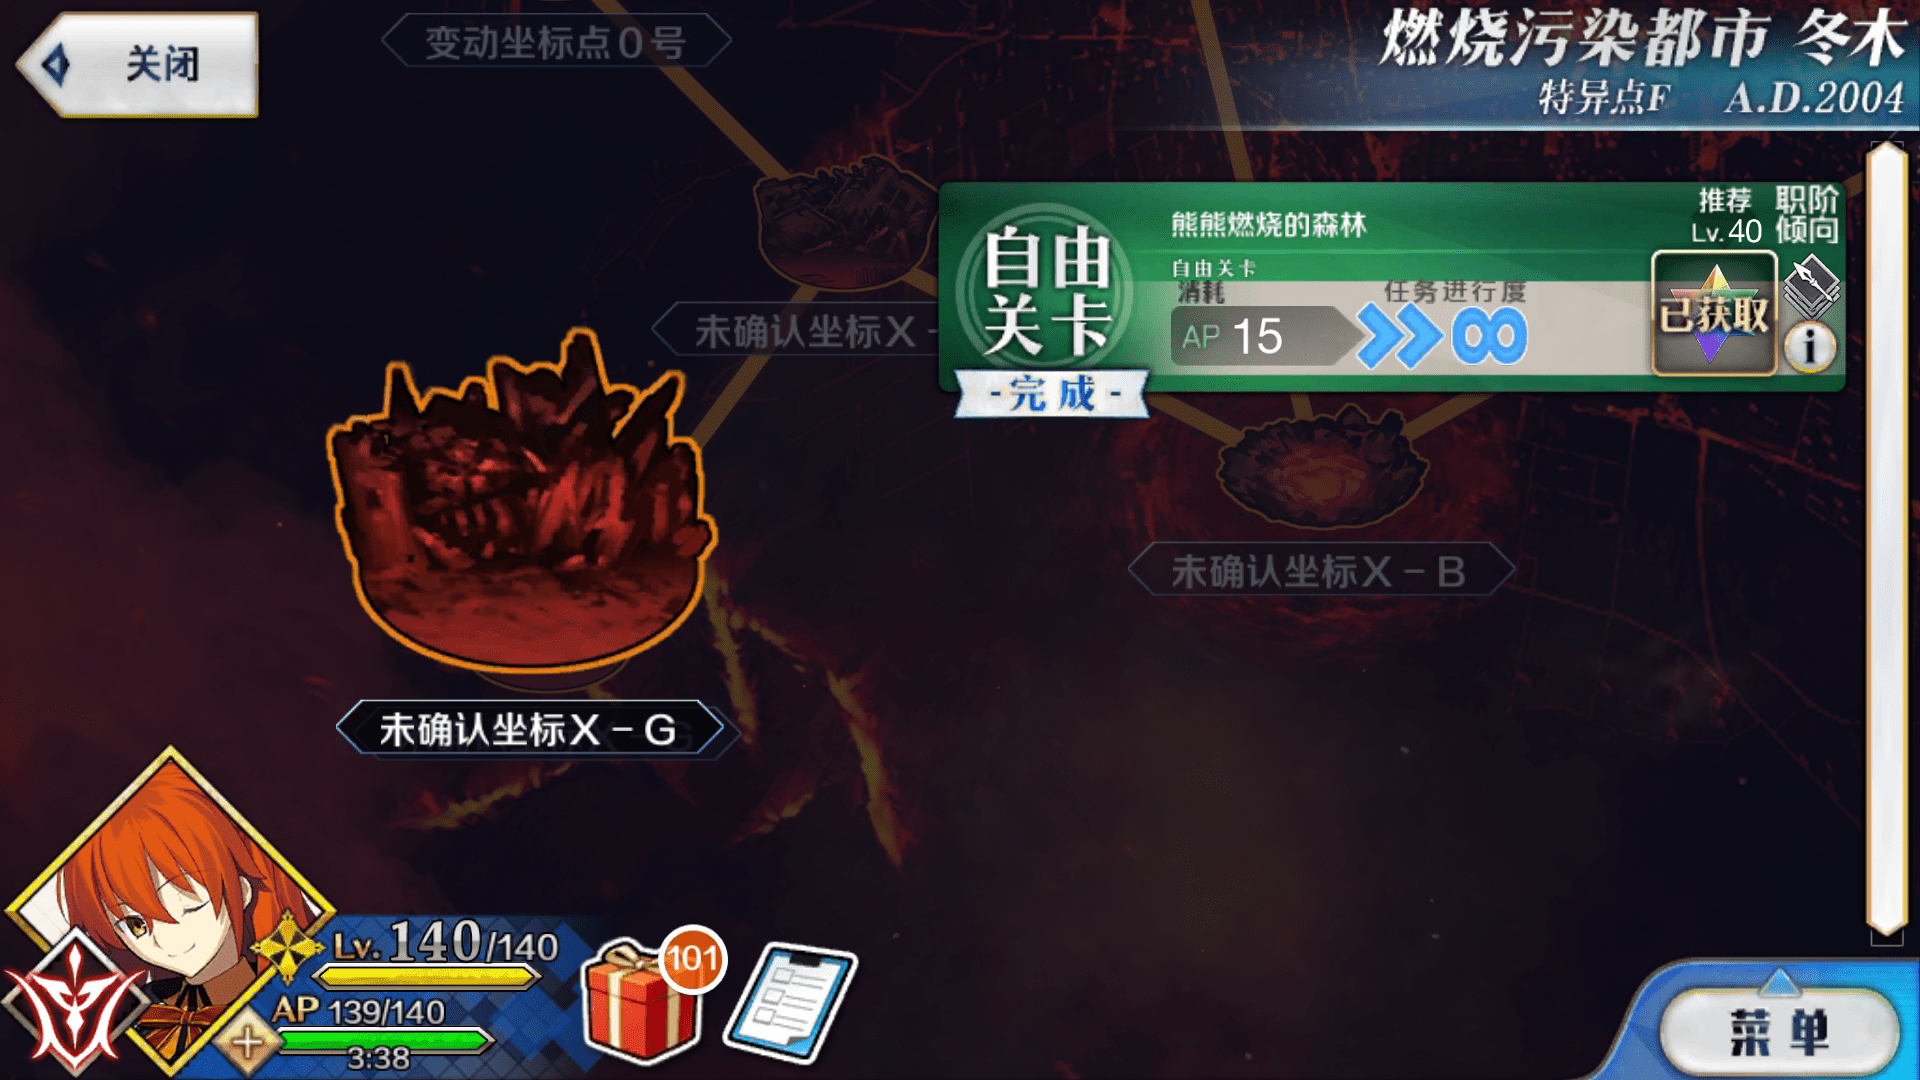 关闭
变动坐标点0号
燃烧污染都市 冬木
特异点F A.D.2004
自由
关卡
-完成-
熊熊燃烧的森林
自由关卡
消耗
AP 15
任务进行度
推荐
Lv.40
职阶
倾向
已获取
i
未确认坐标X-
未确认坐标X-B
未确认坐标X-G
Lv.140/140
AP 139/140
3:38
101
菜单